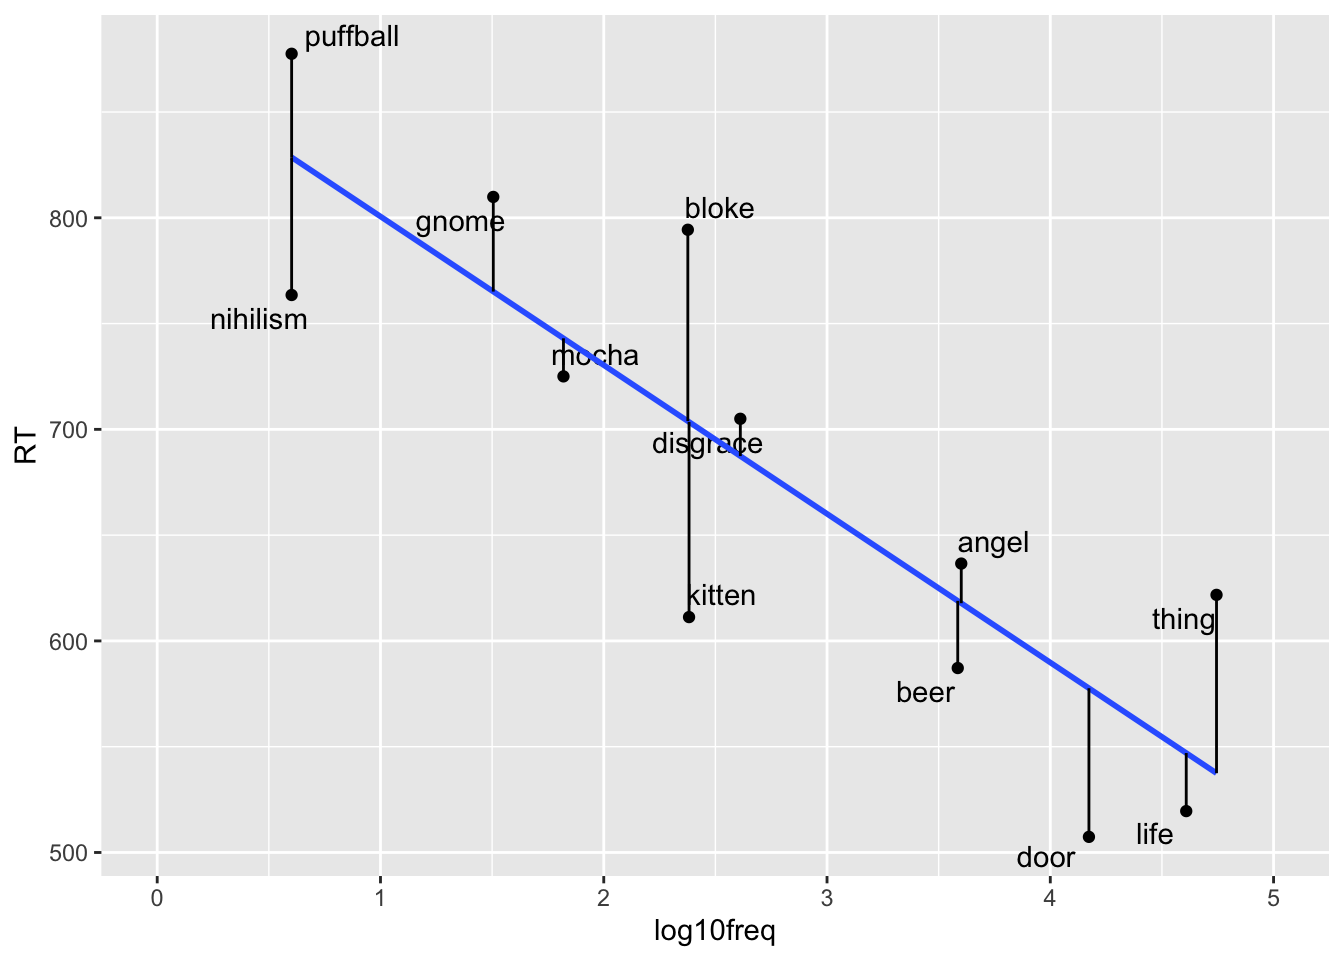 puffball
bloke
gnome
nihilism
mocha
disgrace
angel
kitten
thing
beer
life
door
800
700
600
500
RT
0 1 2 3 4 5
log10freq